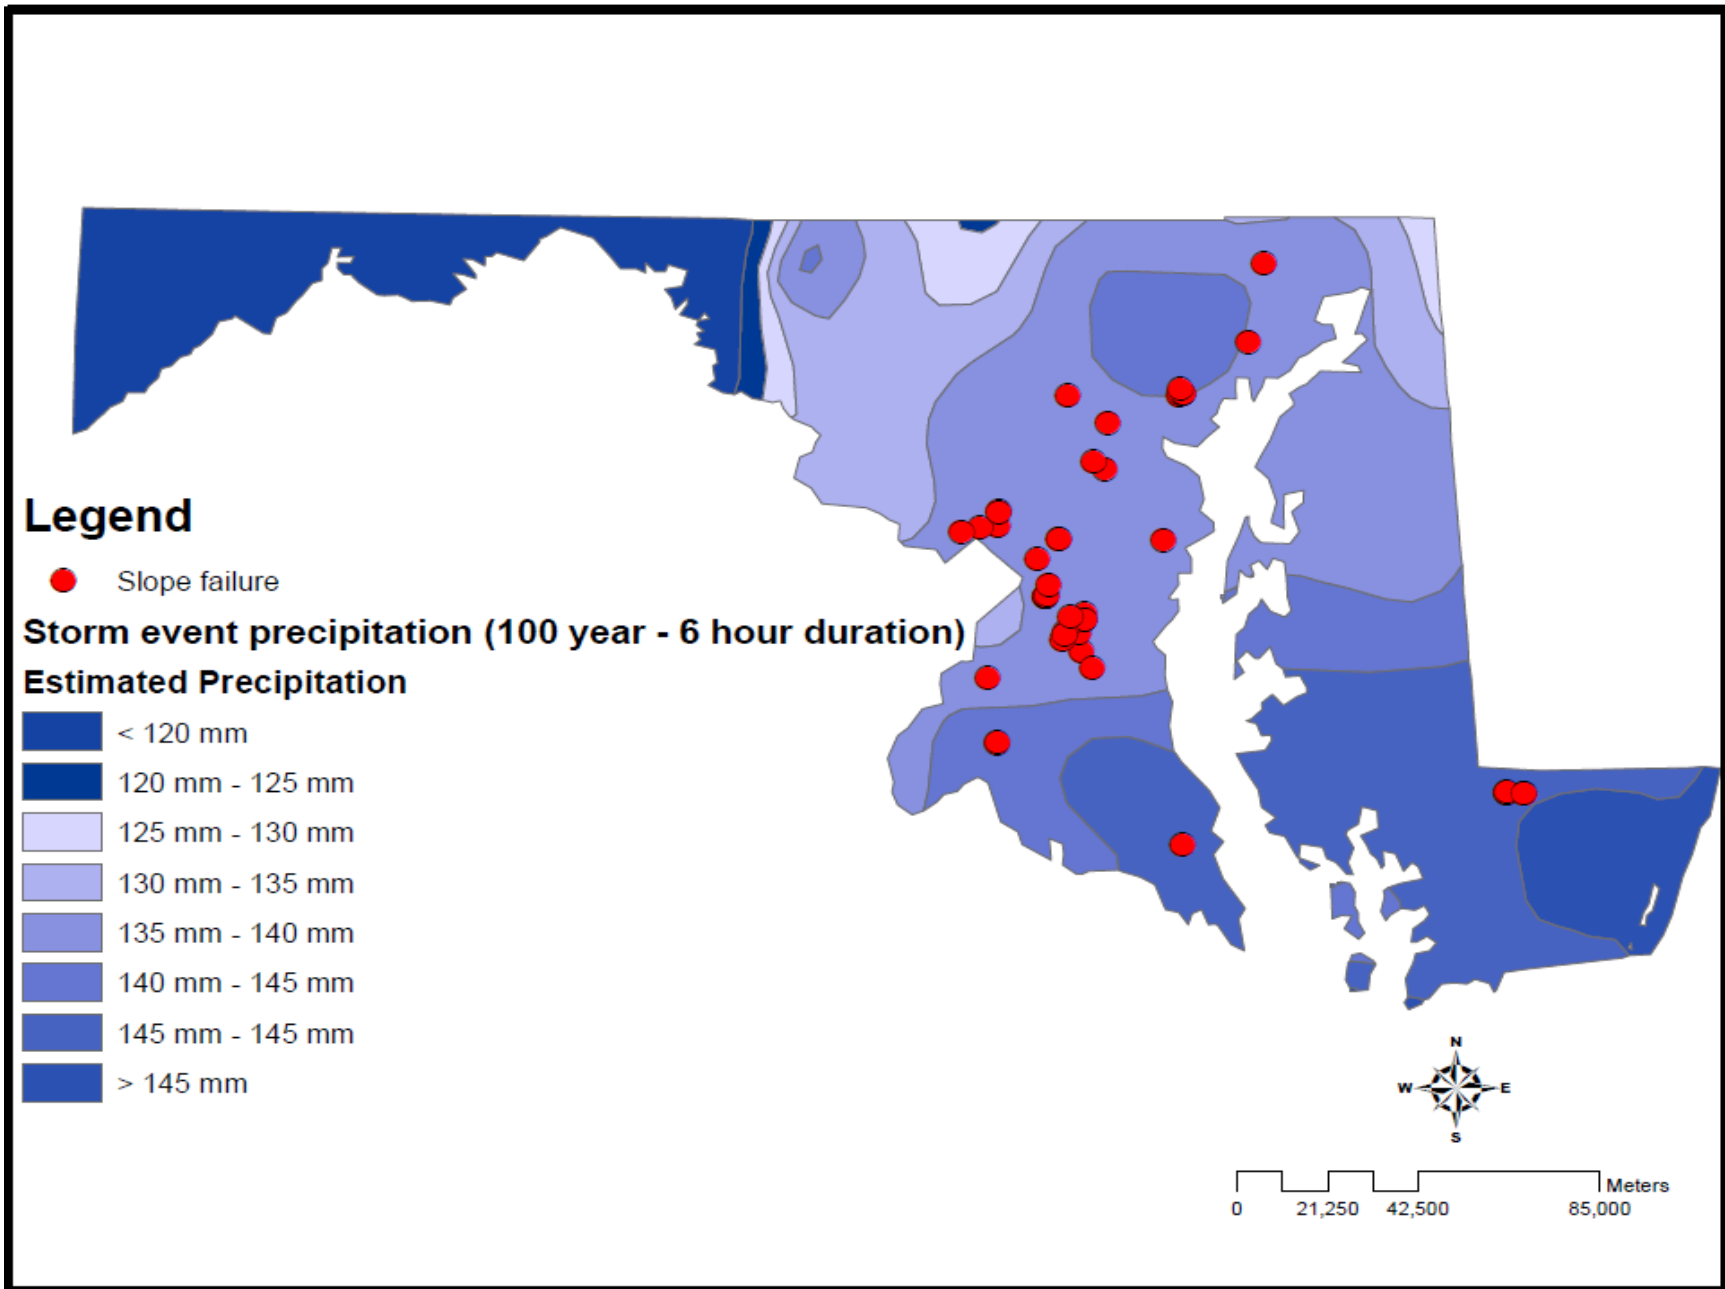 Legend
Slope failure
Storm event precipitation (100 year - 6 hour duration)
Estimated Precipitation
< 120 mm
120 mm - 125 mm
125 mm - 130 mm
130 mm - 135 mm
135 mm - 140 mm
140 mm - 145 mm
145 mm - 145 mm
> 145 mm
N
W E
S
Meters
0 21,250 42,500 85,000